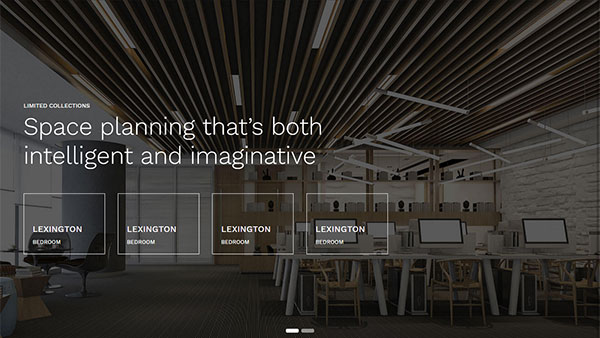 LIMITED COLLECTIONS
Space planning that's both
intelligent and imaginative
LEXINGTON
BEDROOM
LEXINGTON
BEDROOM
LEXINGTON
BEDROOM
LEXINGTON
BEDROOM